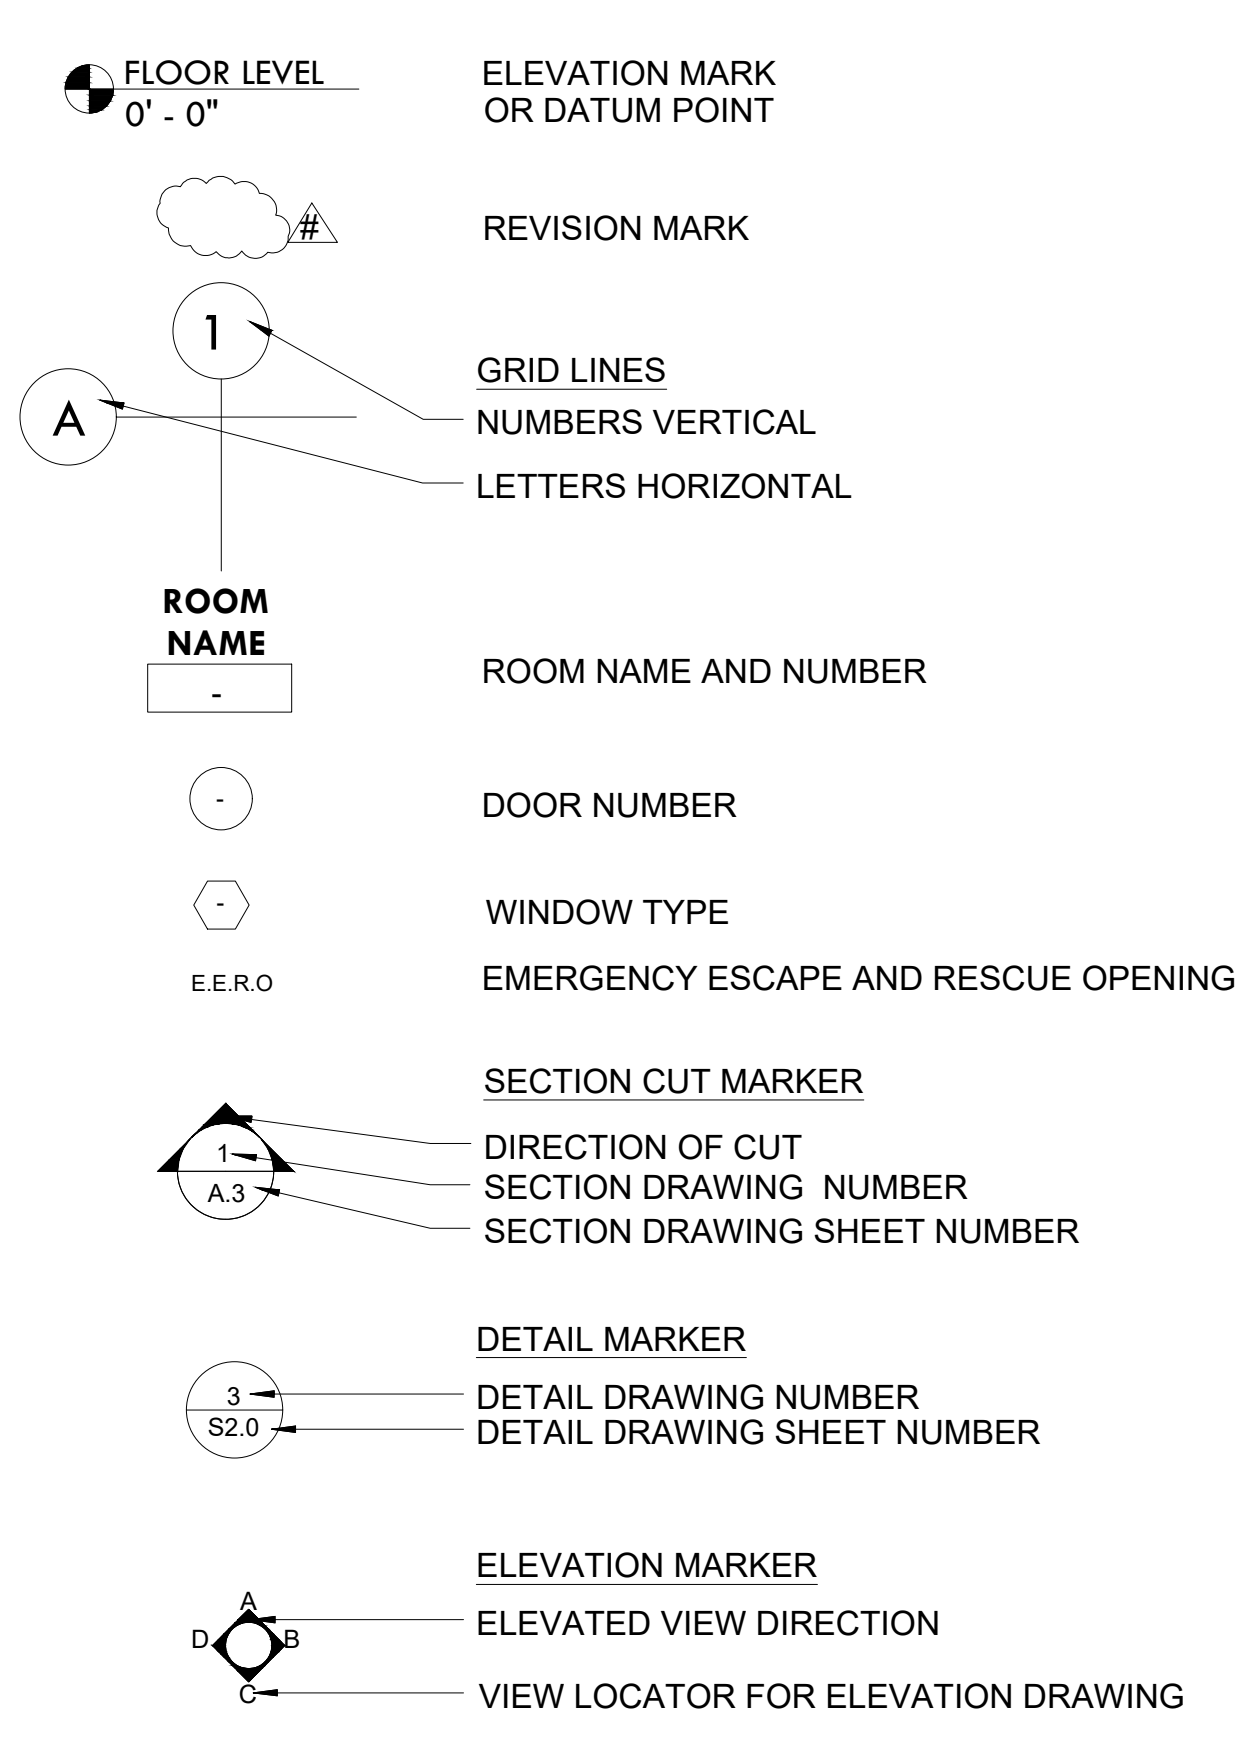 FLOOR LEVEL
0' - 0"
ELEVATION MARK
OR DATUM POINT
#
REVISION MARK
1
A
GRID LINES
NUMBERS VERTICAL
LETTERS HORIZONTAL
ROOM
NAME
-
ROOM NAME AND NUMBER
-
DOOR NUMBER
-
WINDOW TYPE
E.E.R.O
EMERGENCY ESCAPE AND RESCUE OPENING
SECTION CUT MARKER
1
A.3
DIRECTION OF CUT
SECTION DRAWING NUMBER
SECTION DRAWING SHEET NUMBER
DETAIL MARKER
3
S2.0
DETAIL DRAWING NUMBER
DETAIL DRAWING SHEET NUMBER
ELEVATION MARKER
A
D
B
C
ELEVATED VIEW DIRECTION
VIEW LOCATOR FOR ELEVATION DRAWING